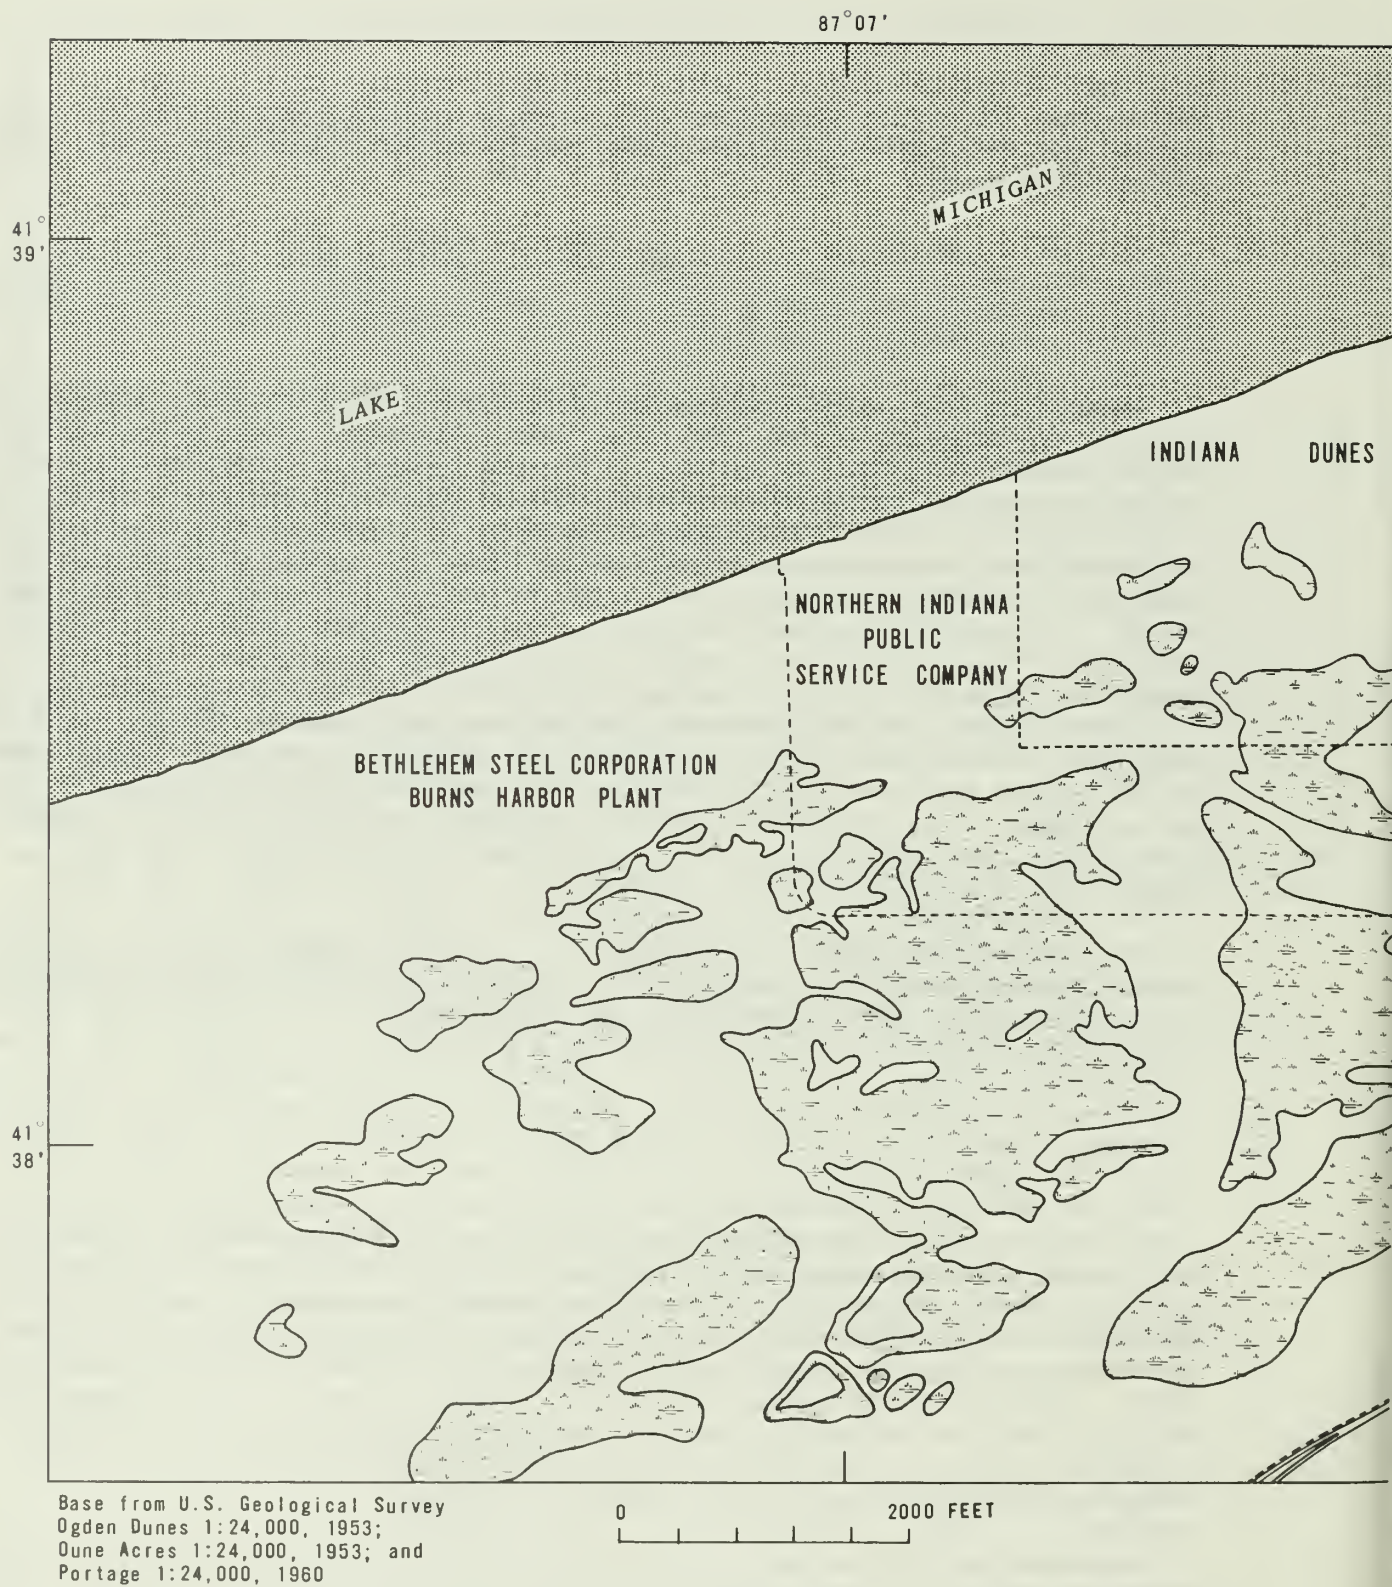 87°07'
MICHIGAN
41°
39'
LAKE
INDIANA DUNES
NORTHERN INDIANA
PUBLIC
SERVICE COMPANY
BETHLEHEM STEEL CORPORATION
BURNS HARBOR PLANT
41°
38'
Base from U.S. Geological Survey
Ogden Dunes 1:24,000, 1953;
Dune Acres 1:24,000, 1953; and
Portage 1:24,000, 1960
0 2000 FEET